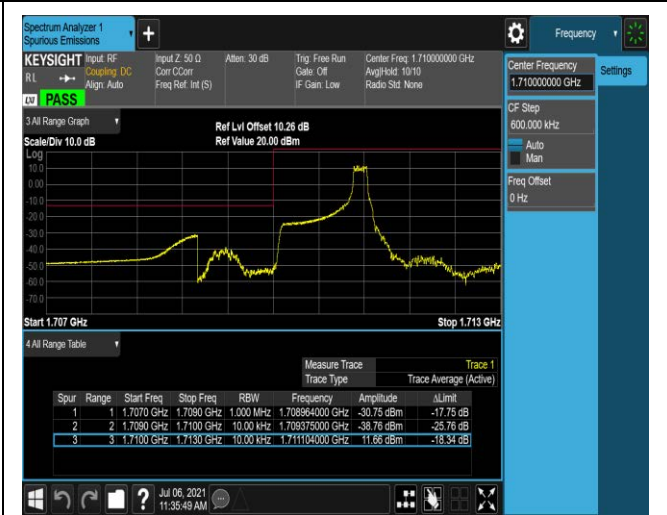 Spectrum Analyzer 1
Spurious Emissions
Frequency
KEYSIGHT
RL
Input: RF
Coupling: DC
Align: Auto
Input Z: 50 Ω
Corr CCorr
Freq Ref: Int (S)
Atten: 30 dB
Trig: Free Run
Gate: Off
IF Gain: Low
Center Freq: 1.710000000 GHz
Avg|Hold: 10/10
Radio Std: None
LXI PASS
Center Frequency
1.710000000 GHz
Settings
CF Step
600.000 kHz
Auto
Man
Freq Offset
0 Hz
3 All Range Graph
Scale/Div 10.0 dB
Ref Lvl Offset 10.26 dB
Ref Value 20.00 dBm
Log
10.0
0.00
-10.0
-20.0
-30.0
-40.0
-50.0
-60.0
-70.0
Start 1.707 GHz Stop 1.713 GHz
4 All Range Table
Measure Trace Trace 1
Trace Type Trace Average (Active)
Spur Range Start Freq Stop Freq RBW Frequency Amplitude ΔLimit
1 1 1.7070 GHz 1.7090 GHz 1.000 MHz 1.708964000 GHz -30.75 dBm -17.75 dB
2 2 1.7090 GHz 1.7100 GHz 10.00 kHz 1.709375000 GHz -38.76 dBm -25.76 dB
3 3 1.7100 GHz 1.7130 GHz 10.00 kHz 1.711104000 GHz 11.66 dBm -18.34 dB
Jul 06, 2021
11:35:49 AM